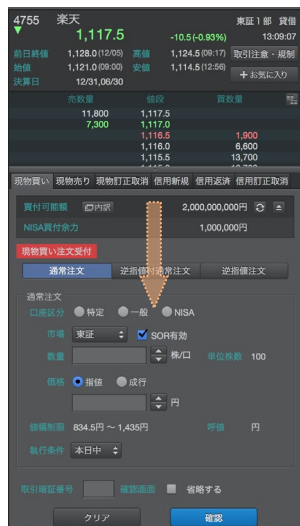 4755 楽天 東証1部 貸借
1,117.5 -10.5(-0.93%) 13:09:07
前日終値 1,128.0(12/05) 高値 1,124.5(09:17) 取引注意・規制
始値 1,121.0(09:00) 安値 1,114.5(12:56) +お気に入り
決算日 12/31,06/30
売数量 値段 買数量
11,800 1,117.5
7,300 1,117.0
1,116.5 1,900
1,116.0 6,600
1,115.5 13,700
現物買い 現物売り 現物訂正取消 信用新規 信用返済 信用訂正取消
買付可能額 内訳 2,000,000,000円
NISA買付余力 1,000,000円
現物買い注文受付
通常注文 逆指値付通常注文 逆指値注文
通常注文
口座区分 特定 一般 NISA
市場 東証 SOR有効
数量 株/口 単位株数 100
価格 指値 成行
円
値幅制限 834.5円 ～ 1,435円 呼値 円
執行条件 本日中
取引暗証番号 確認画面 省略する
クリア 確認